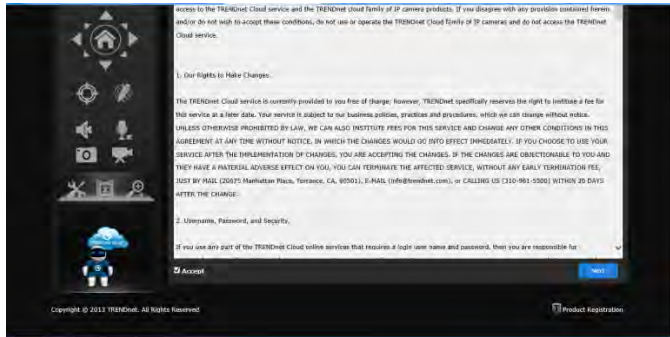 access to the TRENDnet Cloud service and the TRENDnet cloud family of IP camera products. If you disagree with any provision contained herein
and/or do not wish to accept these conditions, do not use or operate the TRENDnet Cloud family of IP cameras and do not access the TRENDnet
Cloud service.
1. Our Rights to Make Changes.
The TRENDnet Cloud service is currently provided to you free of charge; however, TRENDnet specifically reserves the right to institute a fee for
this service at a later date. Your service is subject to our business policies, practices and procedures, which we can change without notice.
UNLESS OTHERWISE PROHIBITED BY LAW, WE CAN ALSO INSTITUTE FEES FOR THIS SERVICE AND CHANGE ANY OTHER CONDITIONS IN THIS
AGREEMENT AT ANY TIME WITHOUT NOTICE, IN WHICH THE CHANGES WOULD GO INTO EFFECT IMMEDIATELY. IF YOU CHOOSE TO USE YOUR
SERVICE AFTER THE IMPLEMENTATION OF CHANGES, YOU ARE ACCEPTING THE CHANGES. IF THE CHANGES ARE OBJECTIONABLE TO YOU AND
THEY HAVE A MATERIAL ADVERSE EFFECT ON YOU, YOU CAN TERMINATE THE AFFECTED SERVICE, WITHOUT ANY EARLY TERMINATION FEE,
JUST BY MAIL (20675 Manhattan Place, Torrance, CA, 90501), E-MAIL (info@trendnet.com), or CALLING US (310-961-5500) WITHIN 20 DAYS
AFTER THE CHANGE.
2. Username, Password, and Security.
If you use any part of the TRENDnet Cloud online services that requires a login user name and password, then you are responsible for
Accept
Next
Copyright © 2013 TRENDnet. All Rights Reserved
Product Registration